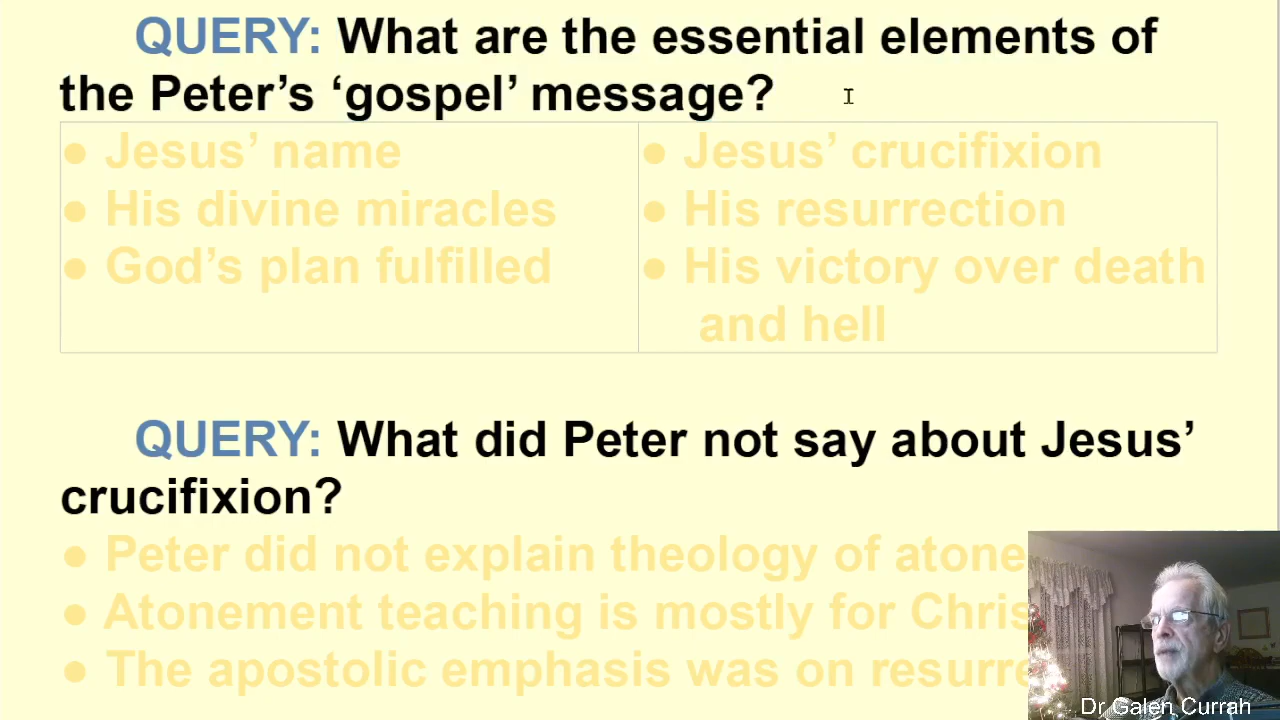 QUERY: What are the essential elements of
the Peter’s ‘gospel’ message?
● Jesus’ name
● His divine miracles
● God’s plan fulfilled
● Jesus’ crucifixion
● His resurrection
● His victory over death
and hell
QUERY: What did Peter not say about Jesus’
crucifixion?
● Peter did not explain theology of
● Atonement teaching is mostly for
● The apostolic emphasis was on
Dr Galen Currah